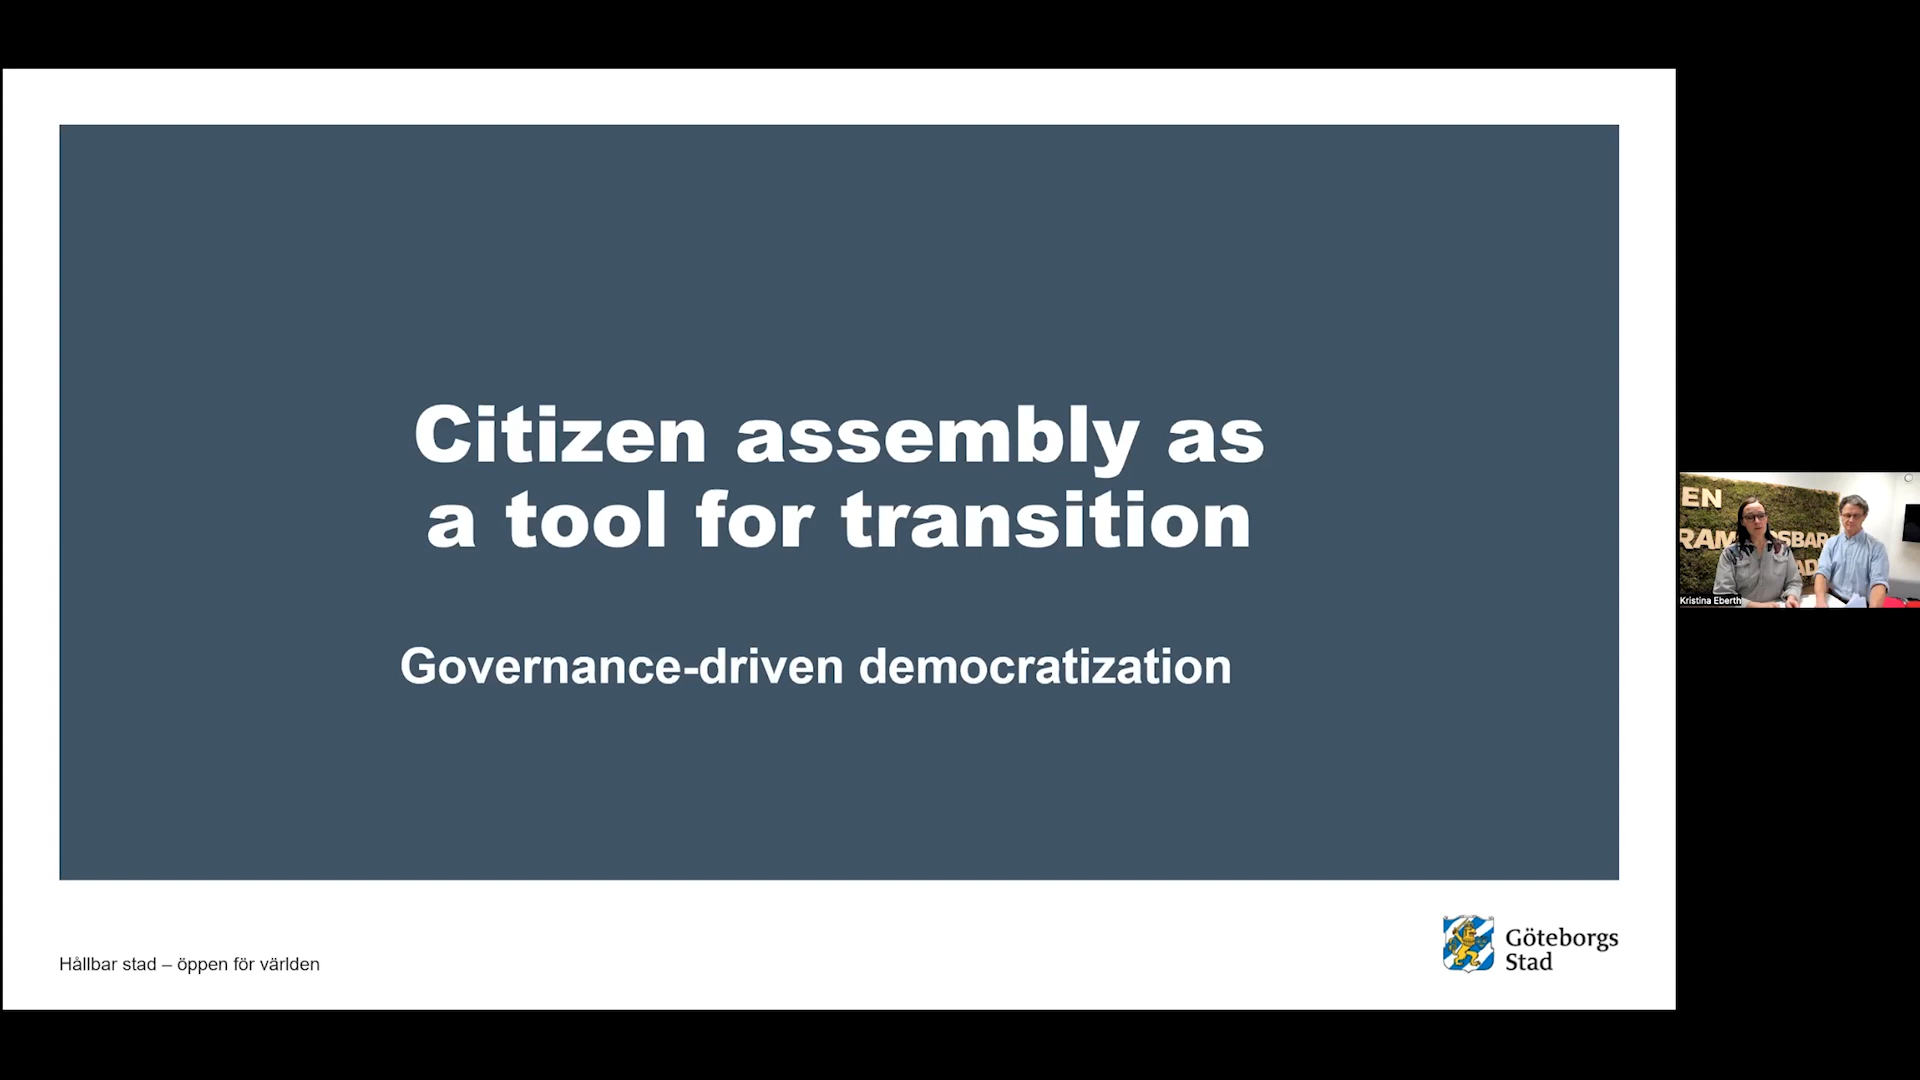 Citizen assembly as
a tool for transition
Governance-driven democratization
Hållbar stad – öppen för världen
Göteborgs
Stad
EN
Kristina Eberth